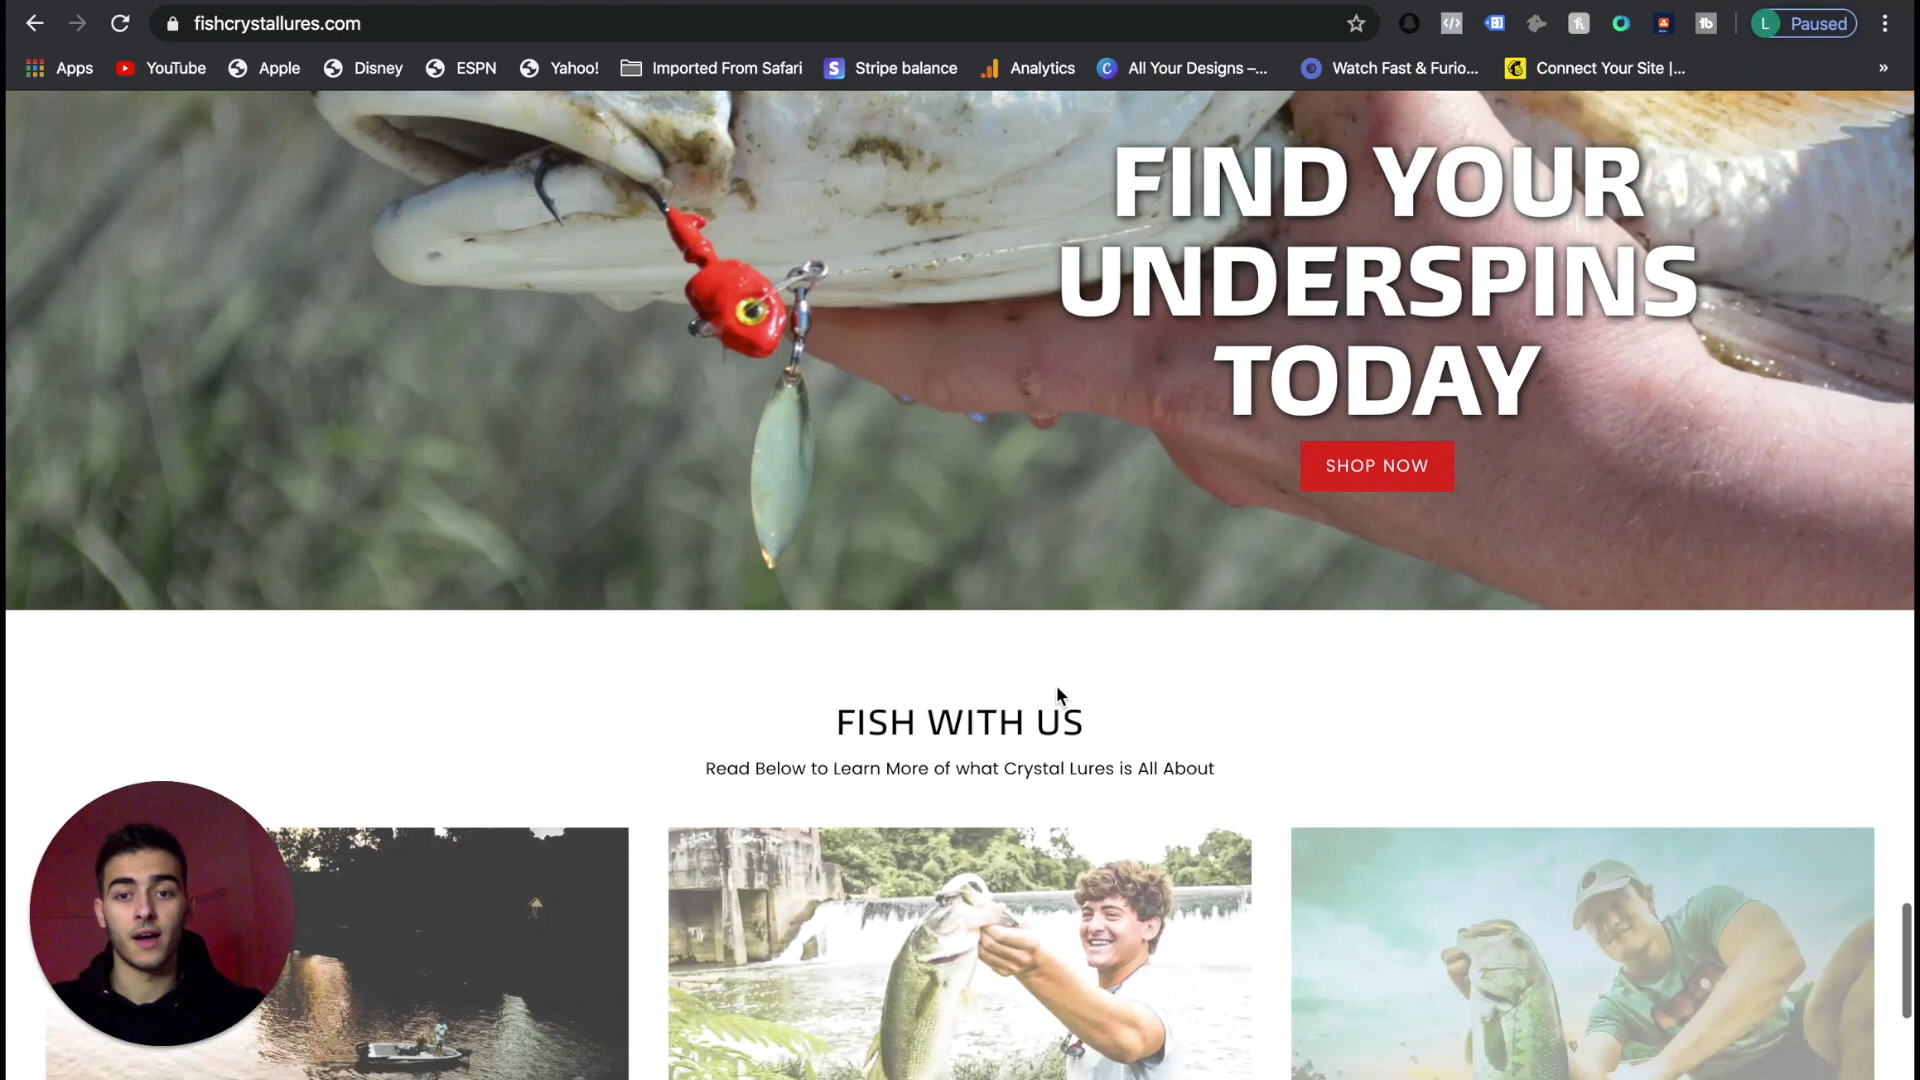 fishcrystallures.com
L Paused
Apps YouTube Apple Disney ESPN Yahoo! Imported From Safari Stripe balance Analytics All Your Designs –... Watch Fast & Furio... Connect Your Site |... »
FIND YOUR
UNDERSPINS
TODAY
SHOP NOW
FISH WITH US
Read Below to Learn More of what Crystal Lures is All About